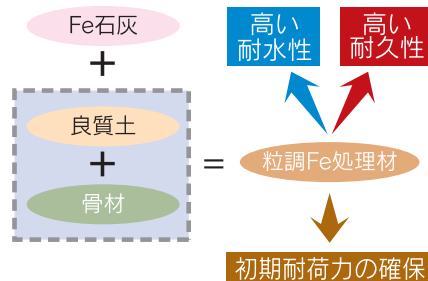 Fe石灰
+
良質土
+
骨材
=
粒調Fe処理材
高い
耐水性
高い
耐久性
初期耐荷力の確保